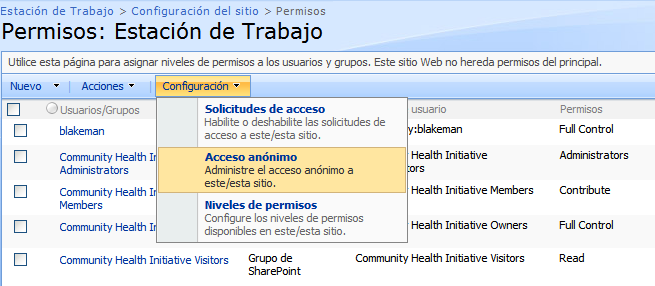 Estación de Trabajo > Configuración del sitio > Permisos
Permisos: Estación de Trabajo
Utilice esta página para asignar niveles de permisos a los usuarios y grupos. Este sitio Web no hereda permisos del principal.
Nuevo Acciones Configuración
Usuarios/Grupos usuario Permisos
Solicitudes de acceso
Habilite o deshabilite las solicitudes de
acceso a este/esta sitio.
Acceso anónimo
Administre el acceso anónimo a
este/esta sitio.
Niveles de permisos
Configure los niveles de permisos
disponibles en este/esta sitio.
blakeman y:blakeman Full Control
Community Health Ini Health Initiative Administrators
Administrators tors
Community Health Ini Health Initiative Members Contribute
Members
Community Health Ini Health Initiative Owners Full Control
Community Health Initiative Visitors Grupo de Community Health Initiative Visitors Read
SharePoint